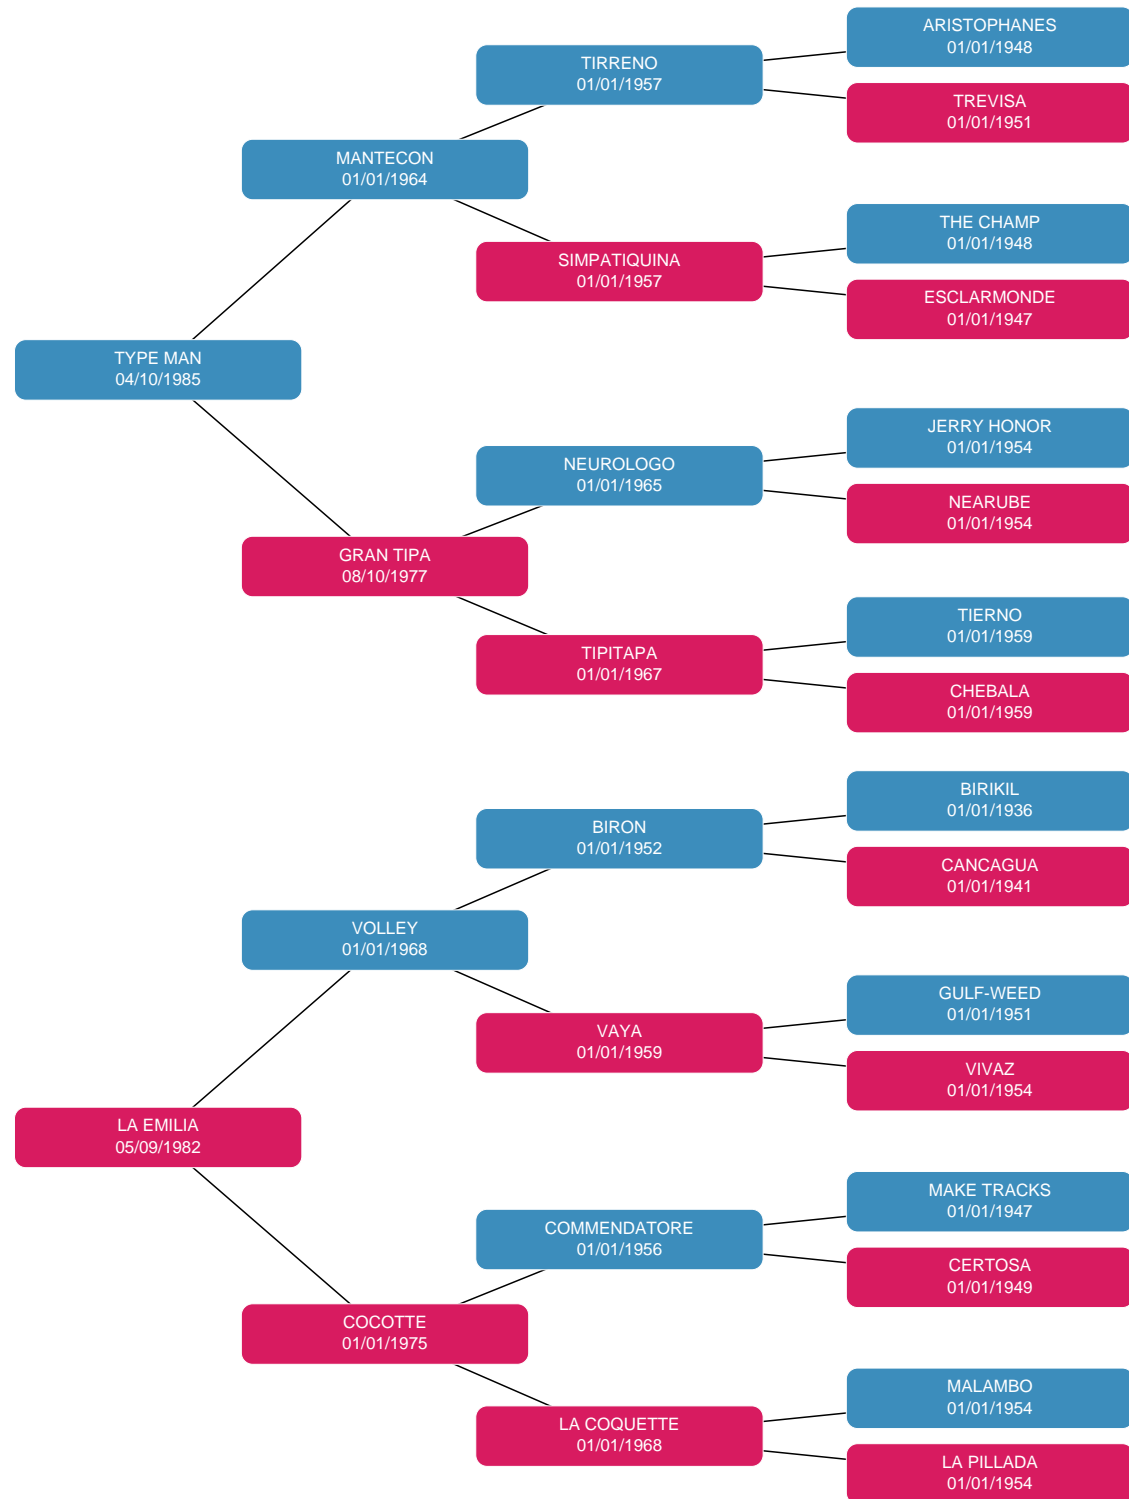 ARISTOPHANES
01/01/1948
TIRRENO
01/01/1957
TREVISA
01/01/1951
MANTECON
01/01/1964
THE CHAMP
01/01/1948
SIMPATIQUINA
01/01/1957
ESCLARMONDE
01/01/1947
TYPE MAN
04/10/1985
JERRY HONOR
01/01/1954
NEUROLOGO
01/01/1965
NEARUBE
01/01/1954
GRAN TIPA
08/10/1977
TIERNO
01/01/1959
TIPITAPA
01/01/1967
CHEBALA
01/01/1959
BIRIKIL
01/01/1936
BIRON
01/01/1952
CANCAGUA
01/01/1941
VOLLEY
01/01/1968
GULF-WEED
01/01/1951
VAYA
01/01/1959
VIVAZ
01/01/1954
LA EMILIA
05/09/1982
MAKE TRACKS
01/01/1947
COMMENDATORE
01/01/1956
CERTOSA
01/01/1949
COCOTTE
01/01/1975
MALAMBO
01/01/1954
LA COQUETTE
01/01/1968
LA PILLADA
01/01/1954